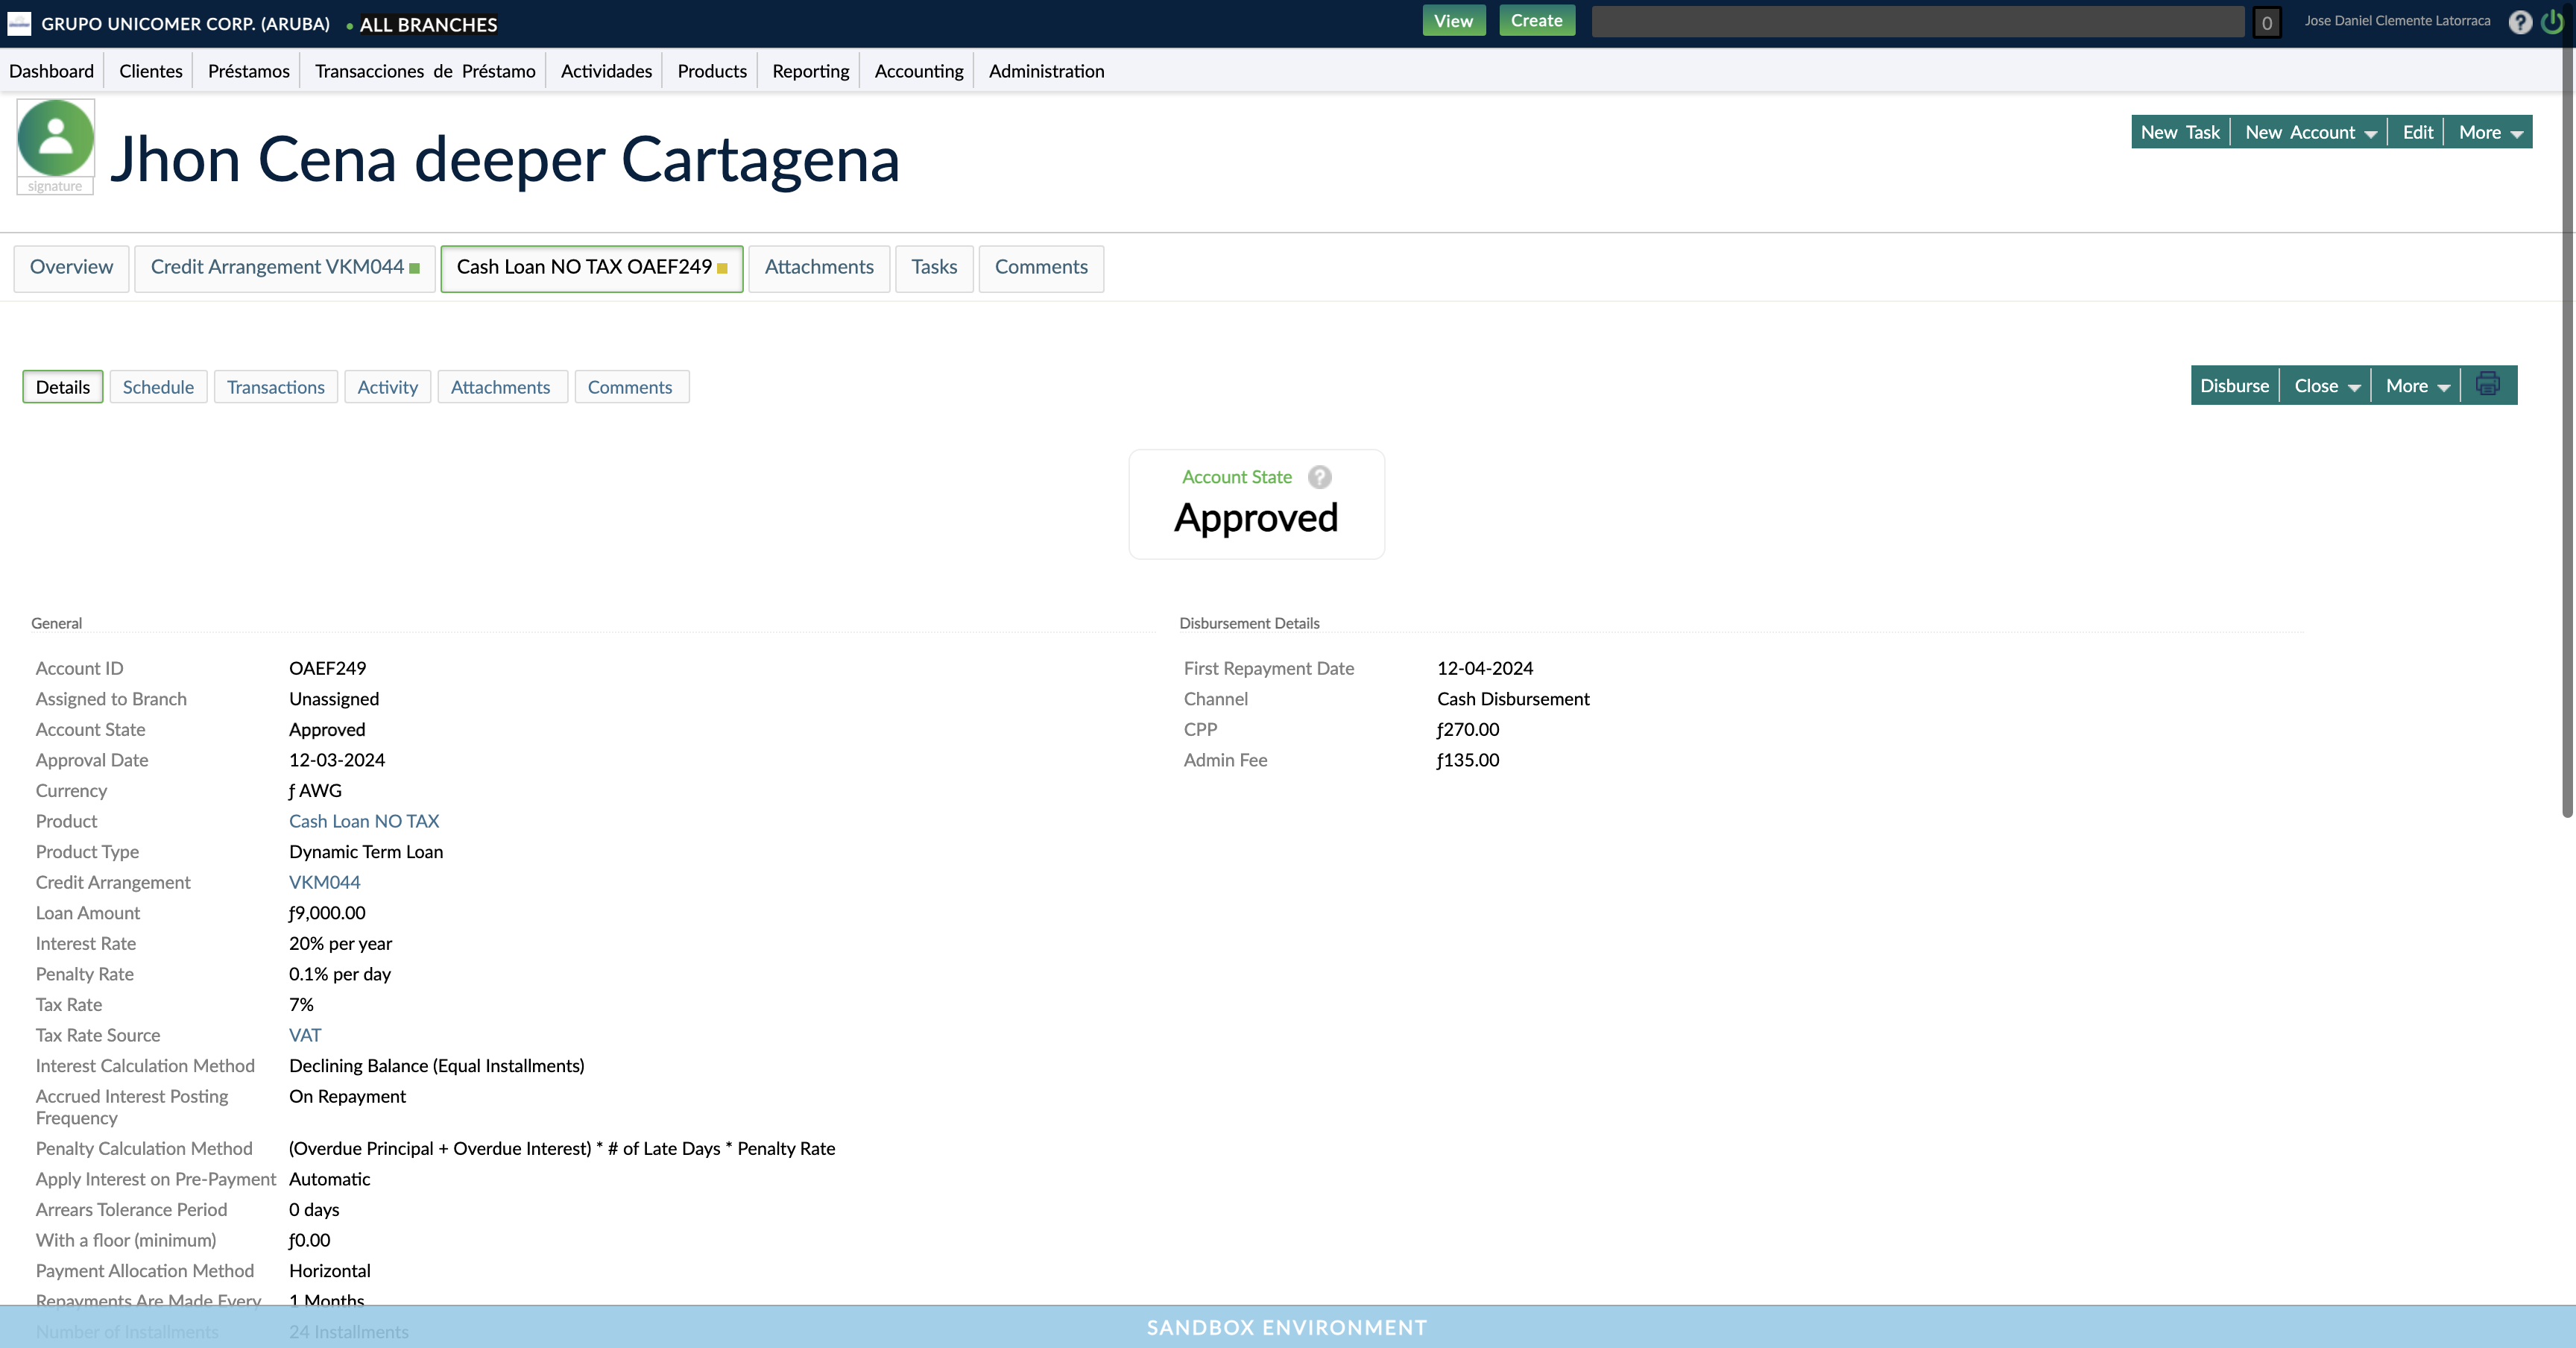 GRUPO UNICOMER CORP. (ARUBA) • ALL BRANCHES View Create 0 Jose Daniel Clemente Latorraca ?
Dashboard Clientes Préstamos Transacciones de Préstamo Actividades Products Reporting Accounting Administration
signature
Jhon Cena deeper Cartagena
New Task New Account Edit More
Overview Credit Arrangement VKM044 Cash Loan NO TAX OAEF249 Attachments Tasks Comments
Details Schedule Transactions Activity Attachments Comments
Disburse Close More
Account State ?
Approved
General
Account ID OAEF249
Assigned to Branch Unassigned
Account State Approved
Approval Date 12-03-2024
Currency ƒ AWG
Product Cash Loan NO TAX
Product Type Dynamic Term Loan
Credit Arrangement VKM044
Loan Amount ƒ9,000.00
Interest Rate 20% per year
Penalty Rate 0.1% per day
Tax Rate 7%
Tax Rate Source VAT
Interest Calculation Method Declining Balance (Equal Installments)
Accrued Interest Posting On Repayment
Frequency
Penalty Calculation Method (Overdue Principal + Overdue Interest) * # of Late Days * Penalty Rate
Apply Interest on Pre-Payment Automatic
Arrears Tolerance Period 0 days
With a floor (minimum) ƒ0.00
Payment Allocation Method Horizontal
Repayments Are Made Every 1 Months
Number of Installments 24 Installments
Disbursement Details
First Repayment Date 12-04-2024
Channel Cash Disbursement
CPP ƒ270.00
Admin Fee ƒ135.00
SANDBOX ENVIRONMENT